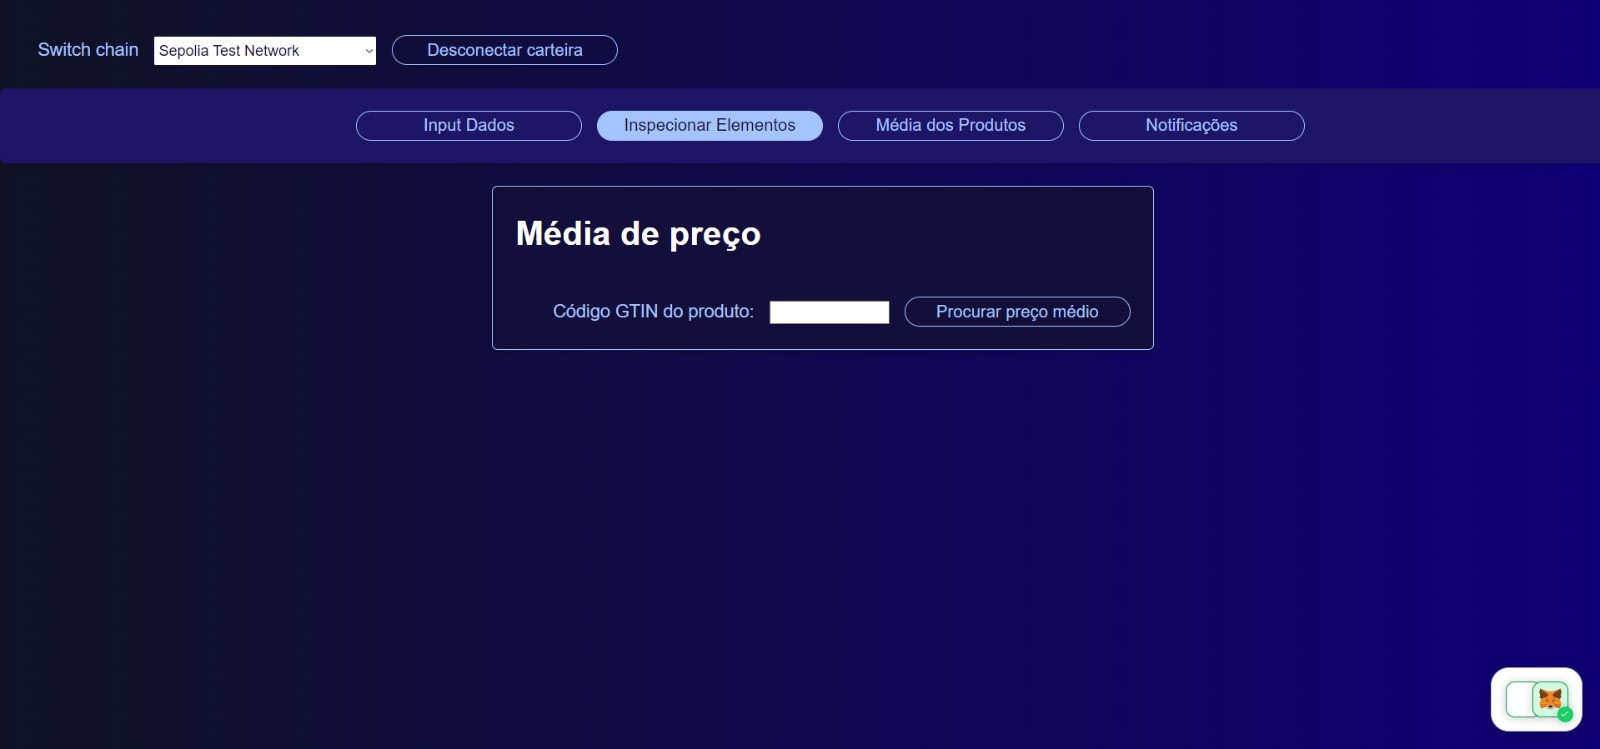 Switch chain Sepolia Test Network Desconectar carteira
Input Dados Inspecionar Elementos Média dos Produtos Notificações
Média de preço
Código GTIN do produto: Procurar preço médio